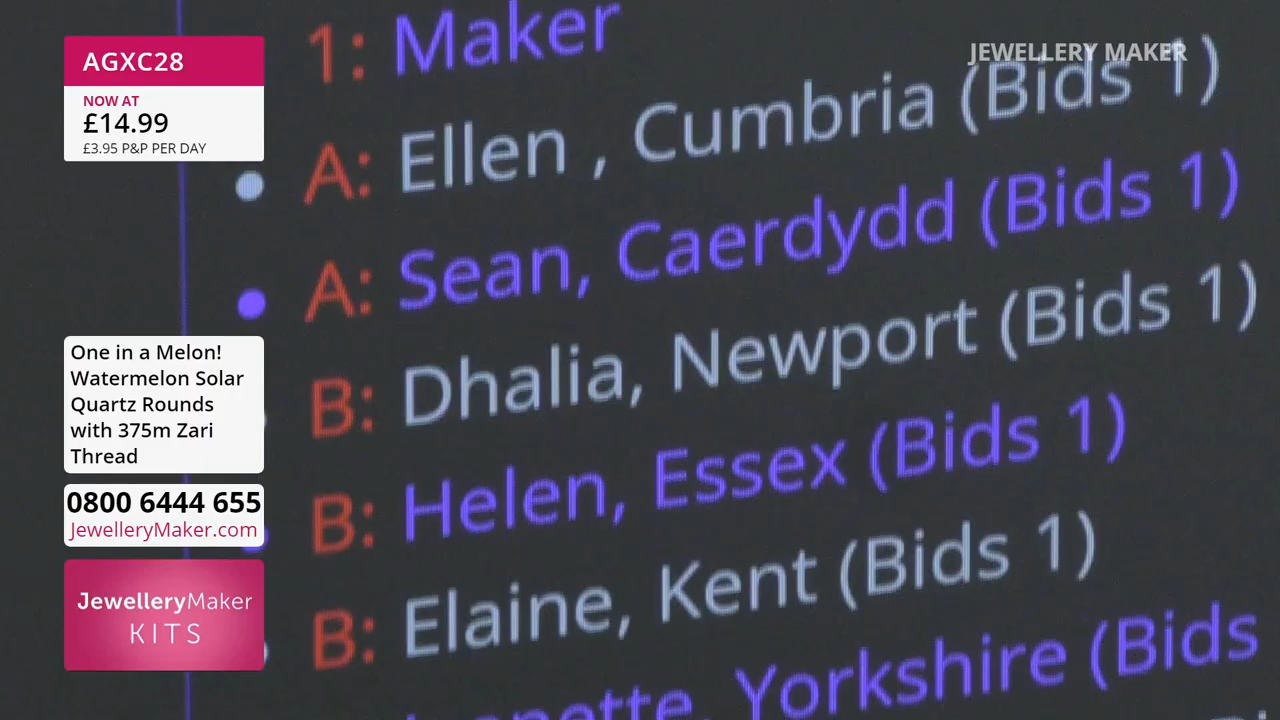 AGXC28
NOW AT
£14.99
£3.95 P&P PER DAY
JEWELLERY MAKER
1: Maker
A: Ellen , Cumbria (Bids 1)
A: Sean, Caerdydd (Bids 1)
B: Dhalia, Newport (Bids 1)
B: Helen, Essex (Bids 1)
B: Elaine, Kent (Bids 1)
Yorkshire (Bids
One in a Melon!
Watermelon Solar
Quartz Rounds
with 375m Zari
Thread
0800 6444 655
JewelleryMaker.com
JewelleryMaker
KITS